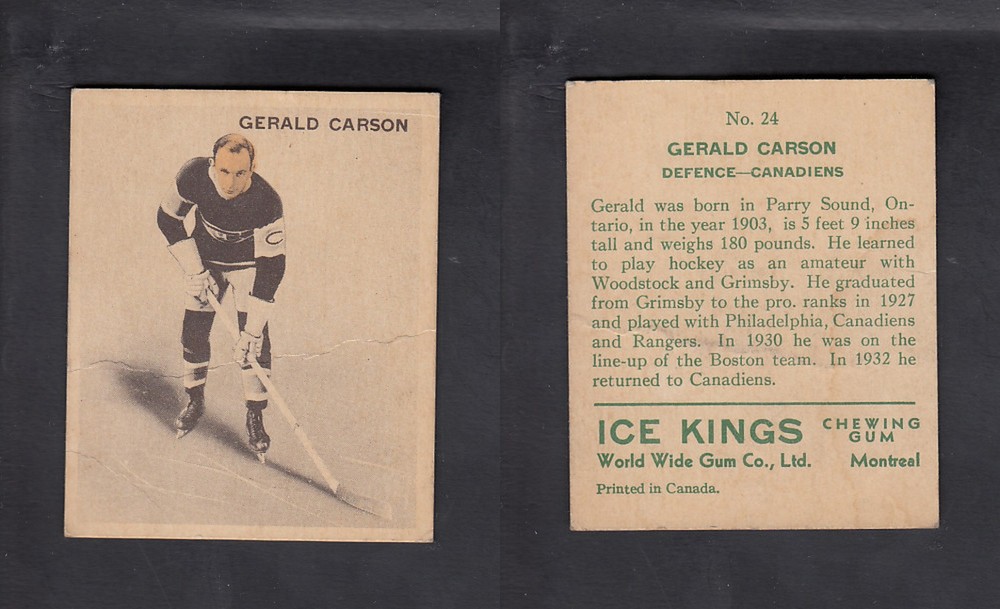 GERALD CARSON
C
No. 24
GERALD CARSON
DEFENCE—CANADIENS
Gerald was born in Parry Sound, On-
tario, in the year 1903, is 5 feet 9 inches
tall and weighs 180 pounds. He learned
to play hockey as an amateur with
Woodstock and Grimsby. He graduated
from Grimsby to the pro. ranks in 1927
and played with Philadelphia, Canadiens
and Rangers. In 1930 he was on the
line-up of the Boston team. In 1932 he
returned to Canadiens.
ICE KINGS CHEWING GUM
World Wide Gum Co., Ltd. Montreal
Printed in Canada.